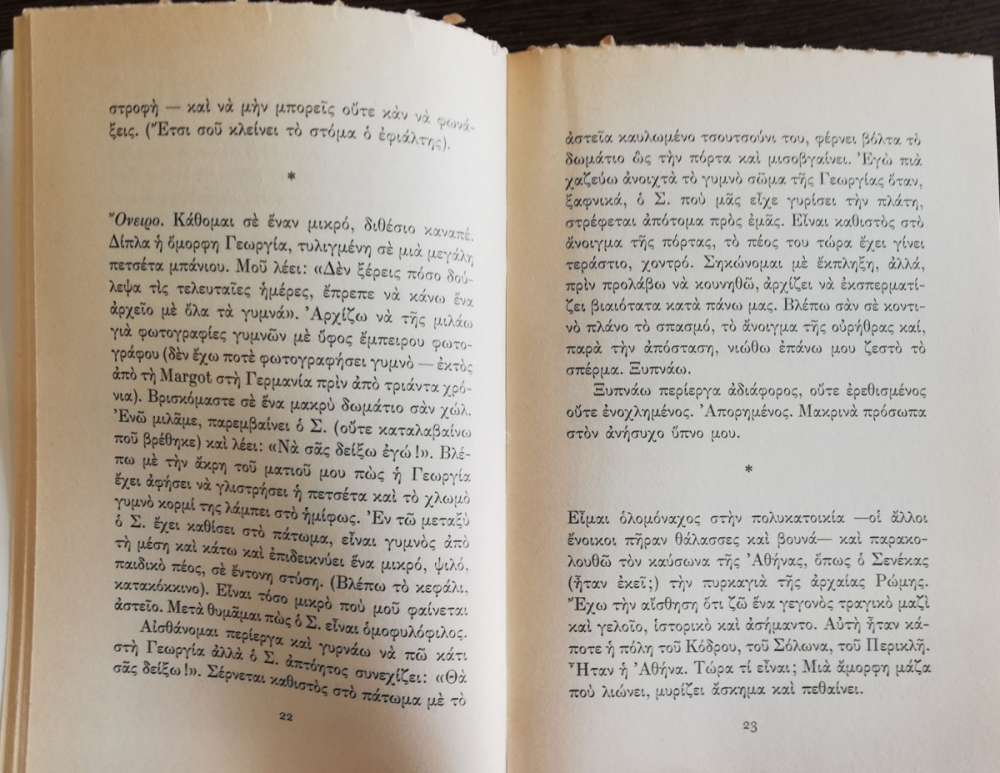 στροφὴ — καὶ νὰ μὴν μπορεῖς οὔτε κὰν νὰ φωνά-
ξεις. (Ἔτσι σοῦ κλείνει τὸ στόμα ὁ ἐφιάλτης).
*
Ὄνειρο. Κάθομαι σὲ ἕναν μικρό, διθέσιο καναπέ.
Δίπλα ἡ ὄμορφη Γεωργία, τυλιγμένη σὲ μιὰ μεγάλη
πετσέτα μπάνιου. Μοῦ λέει: «Δὲν ξέρεις πόσο δού-
λεψα τὶς τελευταῖες ἡμέρες, ἔπρεπε νὰ κάνω ἕνα
ἀρχεῖο μὲ ὅλα τὰ γυμνά». Ἀρχίζω νὰ τῆς μιλάω
γιὰ φωτογραφίες γυμνῶν μὲ ὕφος ἔμπειρου φωτο-
γράφου (δὲν ἔχω ποτὲ φωτογραφήσει γυμνὸ — ἐκτὸς
ἀπὸ τὴ Margot στὴ Γερμανία πρὶν ἀπὸ τριάντα χρό-
νια). Βρισκόμαστε σὲ ἕνα μακρὺ δωμάτιο σὰν χώλ.
Ἐνῶ μιλᾶμε, παρεμβαίνει ὁ Σ. (οὔτε καταλαβαίνω
ποῦ βρέθηκε) καὶ λέει: «Νὰ σᾶς δείξω ἐγώ!». Βλέ-
πω μὲ τὴν ἄκρη τοῦ ματιοῦ μου πὼς ἡ Γεωργία
ἔχει ἀφήσει νὰ γλιστρήσει ἡ πετσέτα καὶ τὸ χλωμὸ
γυμνὸ κορμί της λάμπει στὸ ἡμίφως. Ἐν τῶ μεταξὺ
ὁ Σ. ἔχει καθίσει στὸ πάτωμα, εἶναι γυμνὸς ἀπὸ
τὴ μέση καὶ κάτω καὶ ἐπιδεικνύει ἕνα μικρό, ψιλό,
παιδικὸ πέος, σὲ ἔντονη στύση. (Βλέπω τὸ κεφάλι,
κατακόκκινο). Εἶναι τόσο μικρὸ ποὺ μοῦ φαίνεται
ἀστεῖο. Μετὰ θυμᾶμαι πὼς ὁ Σ. εἶναι ὁμοφυλόφιλος.
Αἰσθάνομαι περίεργα καὶ γυρνάω νὰ πῶ κάτι
στὴ Γεωργία ἀλλὰ ὁ Σ. ἀπτόητος συνεχίζει: «Θὰ
σᾶς δείξω!». Σέρνεται καθιστὸς στὸ πάτωμα μὲ τὸ
22
ἀστεῖα καυλωμένο τσουτσούνι του, φέρνει βόλτα τὸ
δωμάτιο ὣς τὴν πόρτα καὶ μισοβγαίνει. Ἐγὼ πιὰ
χαζεύω ἀνοιχτὰ τὸ γυμνὸ σῶμα τῆς Γεωργίας ὅταν,
ξαφνικά, ὁ Σ. ποὺ μᾶς εἶχε γυρίσει τὴν πλάτη,
στρέφεται ἀπότομα πρὸς ἐμᾶς. Εἶναι καθιστὸς στὸ
ἄνοιγμα τῆς πόρτας, τὸ πέος του τώρα ἔχει γίνει
τεράστιο, χοντρό. Σηκώνομαι μὲ ἔκπληξη, ἀλλά,
πρὶν προλάβω νὰ κουνηθῶ, ἀρχίζει νὰ ἐκσπερματί-
ζει βιαιότατα κατὰ πάνω μας. Βλέπω σὰν σὲ κοντι-
νὸ πλάνο τὸ σπασμό, τὸ ἄνοιγμα τῆς οὐρήθρας καί,
παρὰ τὴν ἀπόσταση, νιώθω ἐπάνω μου ζεστὸ τὸ
σπέρμα. Ξυπνάω.
Ξυπνάω περίεργα ἀδιάφορος, οὔτε ἐρεθισμένος
οὔτε ἐνοχλημένος. Ἀπορημένος. Μακρινὰ πρόσωπα
στὸν ἀνήσυχο ὕπνο μου.
*
Εἶμαι ὁλομόναχος στὴν πολυκατοικία —οἱ ἄλλοι
ἔνοικοι πῆραν θάλασσες καὶ βουνά— καὶ παρακο-
λουθῶ τὸν καύσωνα τῆς Ἀθήνας, ὅπως ὁ Σενέκας
(ἦταν ἐκεῖ;) τὴν πυρκαγιὰ τῆς ἀρχαίας Ρώμης.
Ἔχω τὴν αἴσθηση ὅτι ζῶ ἕνα γεγονὸς τραγικὸ μαζὶ
καὶ γελοῖο, ἱστορικὸ καὶ ἀσήμαντο. Αὐτὴ ἦταν κά-
ποτε ἡ πόλη τοῦ Κόδρου, τοῦ Σόλωνα, τοῦ Περικλῆ.
Ἦταν ἡ Ἀθήνα. Τώρα τί εἶναι; Μιὰ ἄμορφη μάζα
ποὺ λιώνει, μυρίζει ἄσκημα καὶ πεθαίνει.
23